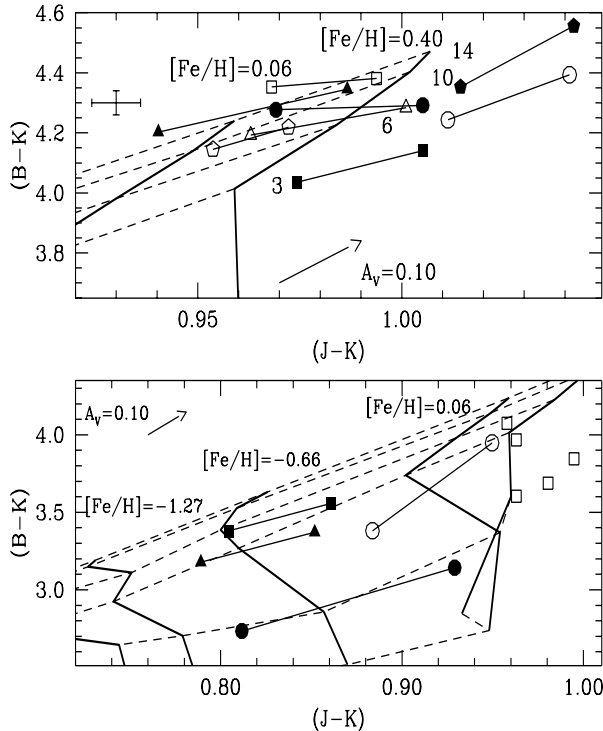 4.6
[Fe/H]=0.40
14
[Fe/H]=0.06
4.4
10
(B−K)
4.2
6
4.0
3
3.8
A_V=0.10
0.95
1.00
(J−K)
A_V=0.10
[Fe/H]=0.06
4.0
[Fe/H]=−0.66
(B−K)
3.5
[Fe/H]=−1.27
3.0
0.80
0.90
1.00
(J−K)